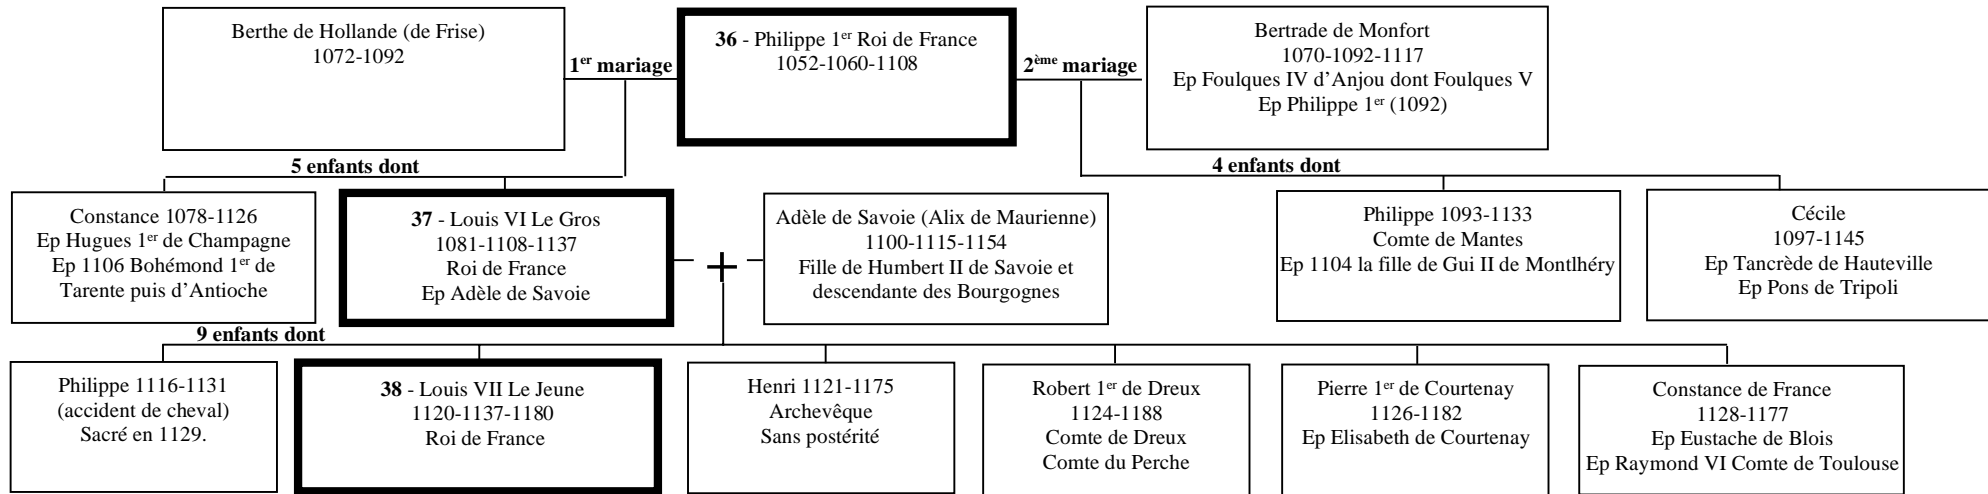 Berthe de Hollande (de Frise)
1072-1092
1er mariage
36 - Philippe 1er Roi de France
1052-1060-1108
2ème mariage
Bertrade de Monfort
1070-1092-1117
Ep Foulques IV d’Anjou dont Foulques V
Ep Philippe 1er (1092)
5 enfants dont
4 enfants dont
Constance 1078-1126
Ep Hugues 1er de Champagne
Ep 1106 Bohémond 1er de
Tarente puis d’Antioche
37 - Louis VI Le Gros
1081-1108-1137
Roi de France
Ep Adèle de Savoie
Adèle de Savoie (Alix de Maurienne)
1100-1115-1154
Fille de Humbert II de Savoie et
descendante des Bourgognes
Philippe 1093-1133
Comte de Mantes
Ep 1104 la fille de Gui II de Montlhéry
Cécile
1097-1145
Ep Tancrède de Hauteville
Ep Pons de Tripoli
9 enfants dont
Philippe 1116-1131
(accident de cheval)
Sacré en 1129.
38 - Louis VII Le Jeune
1120-1137-1180
Roi de France
Henri 1121-1175
Archevêque
Sans postérité
Robert 1er de Dreux
1124-1188
Comte de Dreux
Comte du Perche
Pierre 1er de Courtenay
1126-1182
Ep Elisabeth de Courtenay
Constance de France
1128-1177
Ep Eustache de Blois
Ep Raymond VI Comte de Toulouse